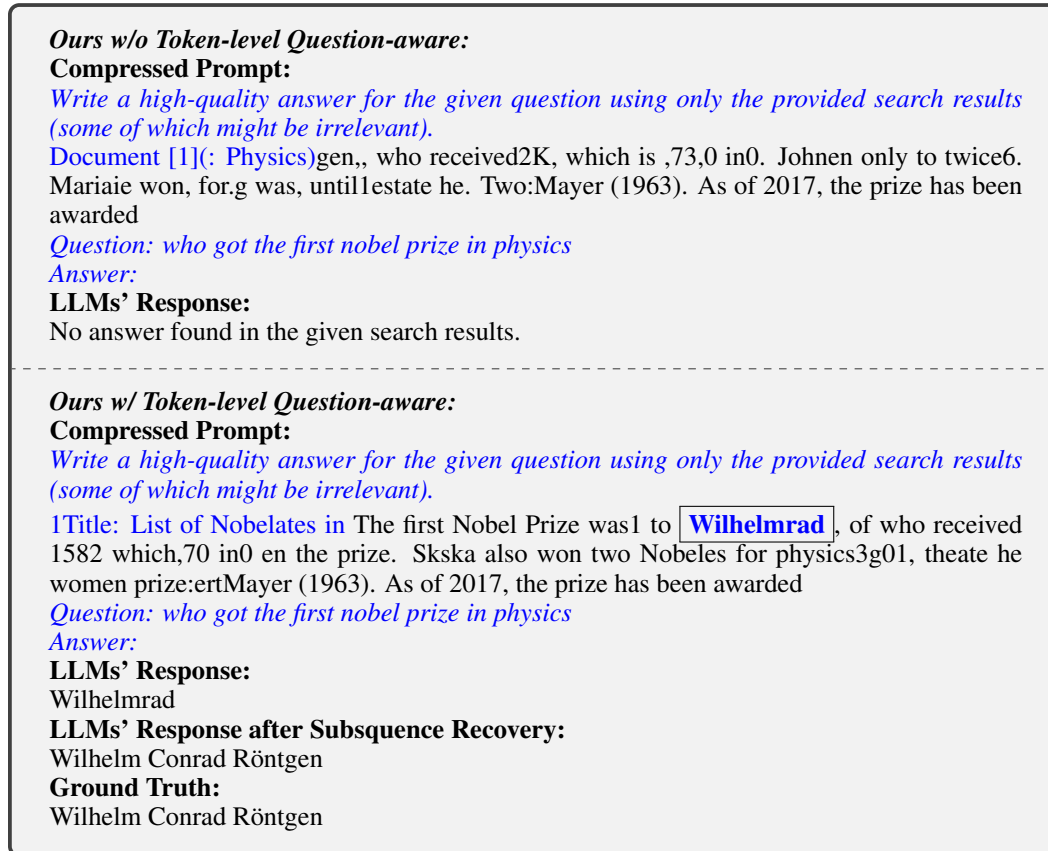 Ours w/o Token-level Question-aware:
Compressed Prompt:
Write a high-quality answer for the given question using only the provided search results
(some of which might be irrelevant).
Document [1](: Physics)gen,, who received2K, which is ,73,0 in0. Johnen only to twice6.
Mariaie won, for.g was, until1estate he. Two:Mayer (1963). As of 2017, the prize has been
awarded
Question: who got the first nobel prize in physics
Answer:
LLMs' Response:
No answer found in the given search results.
Ours w/ Token-level Question-aware:
Compressed Prompt:
Write a high-quality answer for the given question using only the provided search results
(some of which might be irrelevant).
1Title: List of Nobelates in The first Nobel Prize was1 to Wilhelmrad, of who received
1582 which,70 in0 en the prize. Skska also won two Nobeles for physics3g01, theate he
women prize:ertMayer (1963). As of 2017, the prize has been awarded
Question: who got the first nobel prize in physics
Answer:
LLMs' Response:
Wilhelmrad
LLMs' Response after Subsquence Recovery:
Wilhelm Conrad Röntgen
Ground Truth:
Wilhelm Conrad Röntgen